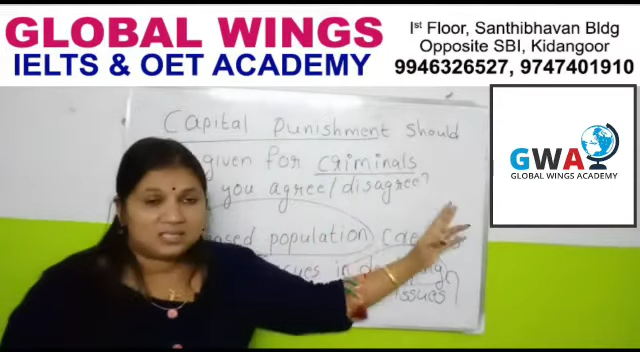 GLOBAL WINGS
IELTS & OET ACADEMY
Ist Floor, Santhibhavan Bldg
Opposite SBI, Kidangoor
9946326527, 9747401910
Capital Punishment should
given for criminals
you agree/disagree?
population
in
issues
GWA
GLOBAL WINGS ACADEMY